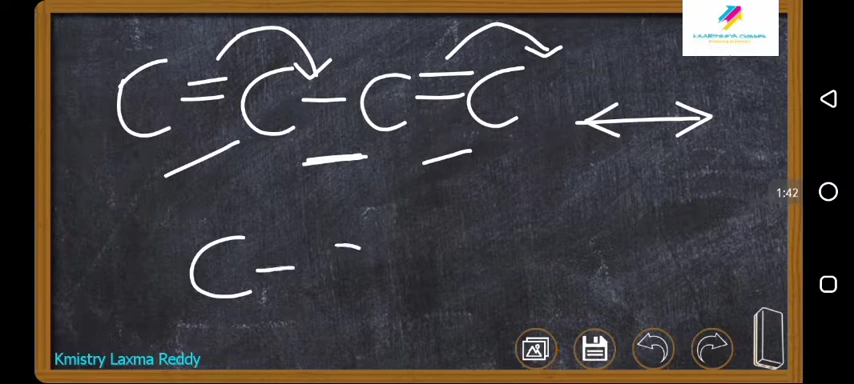 C=C-C=C ↔
1:42
C-
Kmistry Laxma Reddy